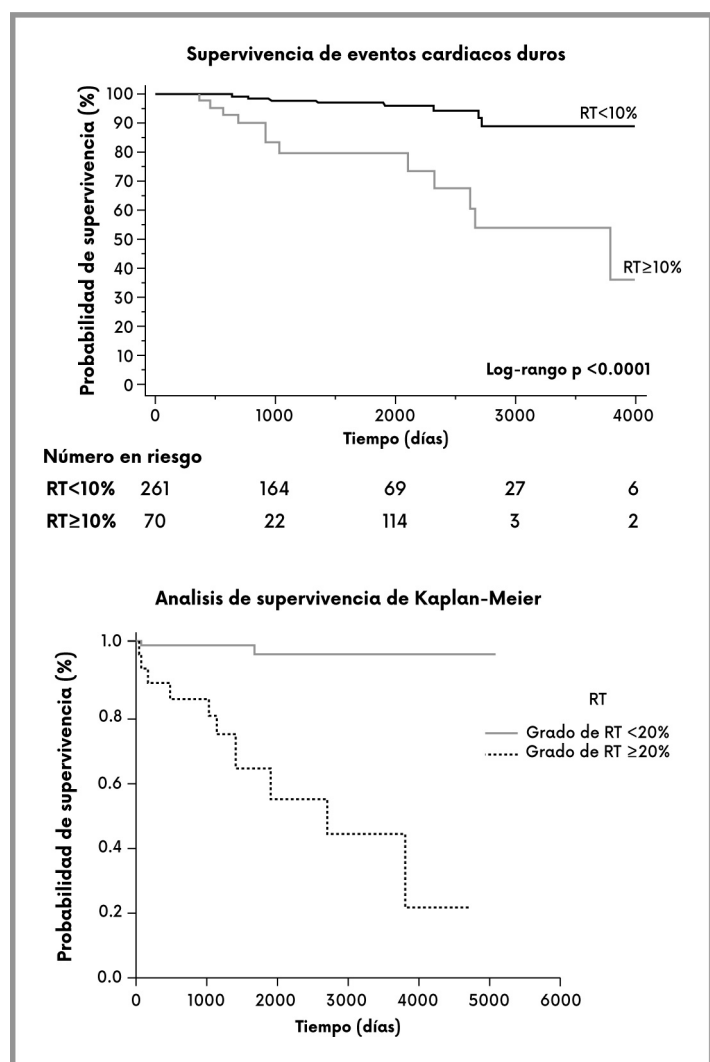 Supervivencia de eventos cardiacos duros
Probabilidad de supervivencia (%)
100
90
80
70
60
50
40
30
20
10
0
RT<10%
RT≥10%
Log-rango p <0.0001
0 1000 2000 3000 4000
Tiempo (días)
Número en riesgo
RT<10% 261 164 69 27 6
RT≥10% 70 22 114 3 2
Analisis de supervivencia de Kaplan-Meier
Probabilidad de supervivencia (%)
1.0
0.8
0.6
0.4
0.2
0.0
RT
Grado de RT <20%
Grado de RT ≥20%
0 1000 2000 3000 4000 5000 6000
Tiempo (días)